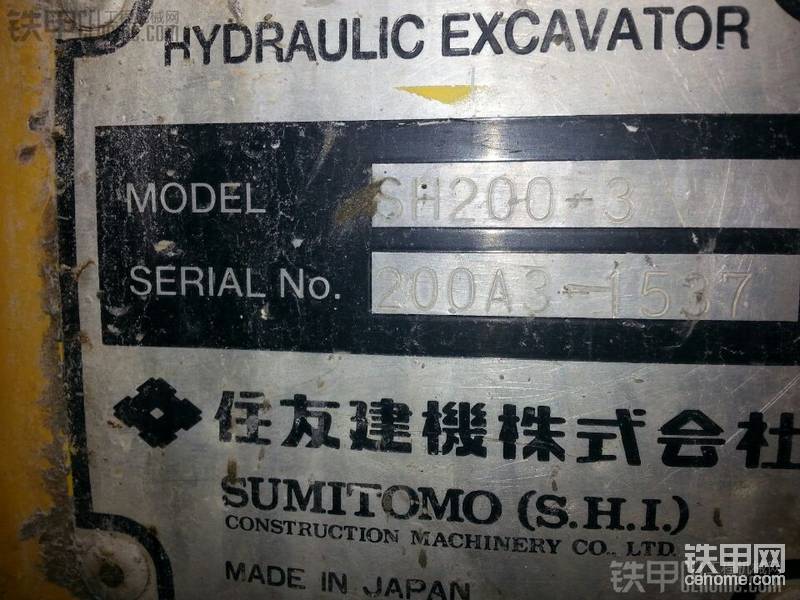 HYDRAULIC EXCAVATOR
MODEL SH200-3
SERIAL No. 200A3-1537
住友建機株式会社
SUMITOMO (S.H.I.)
CONSTRUCTION MACHINERY CO., LTD.
MADE IN JAPAN
铁甲网
cehome.com